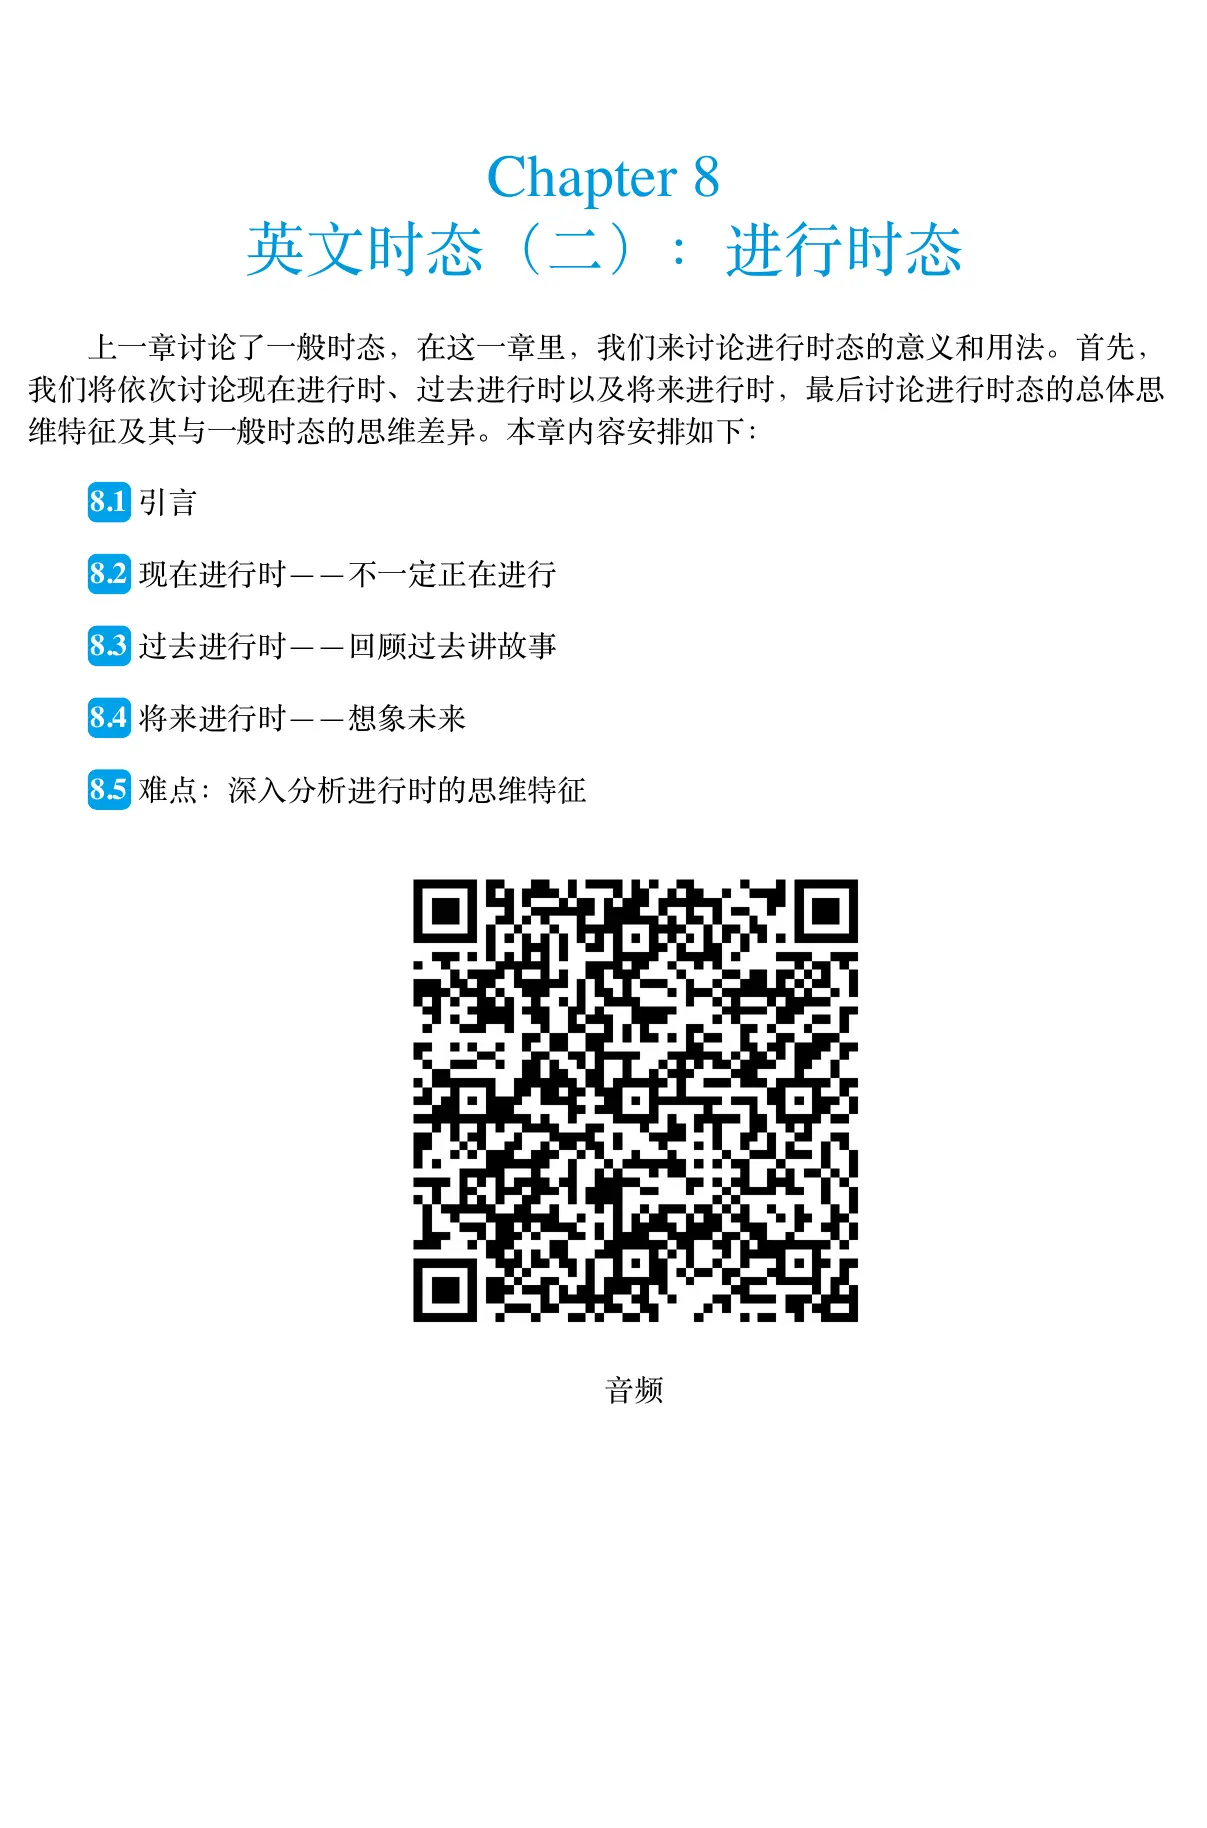 Chapter 8
英文时态（二）：进行时态
上一章讨论了一般时态，在这一章里，我们来讨论进行时态的意义和用法。首先，
我们将依次讨论现在进行时、过去进行时以及将来进行时，最后讨论进行时态的总体思
维特征及其与一般时态的思维差异。本章内容安排如下：
8.1 引言
8.2 现在进行时——不一定正在进行
8.3 过去进行时——回顾过去讲故事
8.4 将来进行时——想象未来
8.5 难点：深入分析进行时的思维特征
音频